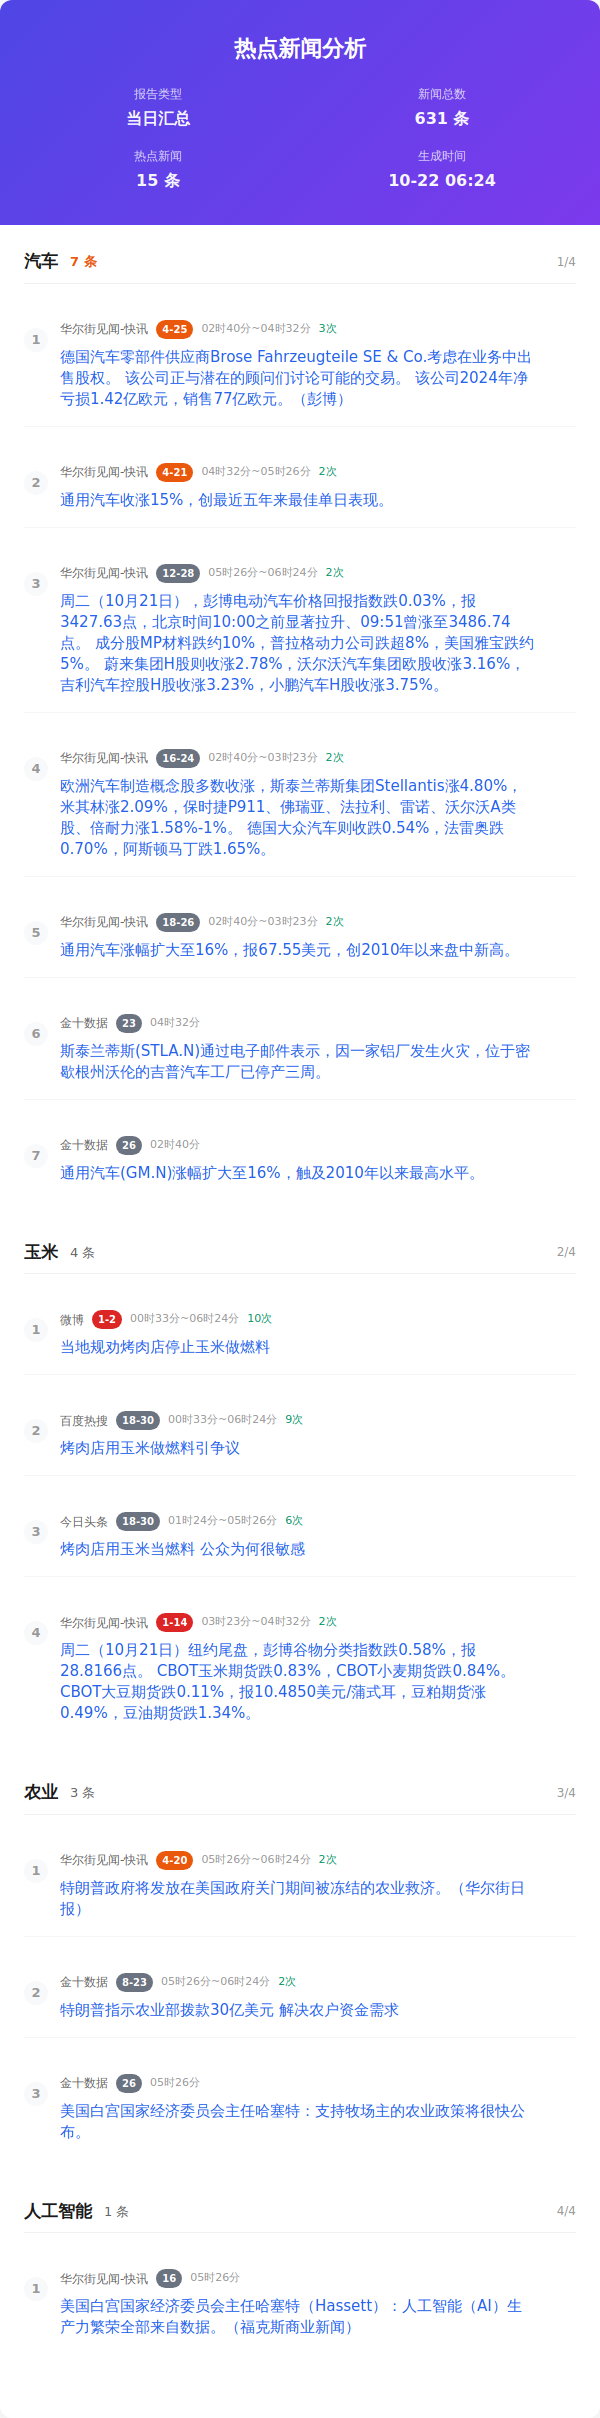 热点新闻分析
报告类型
新闻总数
当日汇总
631 条
热点新闻
生成时间
15 条
10-22 06:24
汽车 7 条 1/4
1
华尔街见闻-快讯 4-25 02时40分~04时32分 3次
德国汽车零部件供应商Brose Fahrzeugteile SE & Co.考虑在业务中出
售股权。 该公司正与潜在的顾问们讨论可能的交易。 该公司2024年净
亏损1.42亿欧元，销售77亿欧元。（彭博）
2
华尔街见闻-快讯 4-21 04时32分~05时26分 2次
通用汽车收涨15%，创最近五年来最佳单日表现。
3
华尔街见闻-快讯 12-28 05时26分~06时24分 2次
周二（10月21日），彭博电动汽车价格回报指数跌0.03%，报
3427.63点，北京时间10:00之前显著拉升、09:51曾涨至3486.74
点。 成分股MP材料跌约10%，普拉格动力公司跌超8%，美国雅宝跌约
5%。 蔚来集团H股则收涨2.78%，沃尔沃汽车集团欧股收涨3.16%，
吉利汽车控股H股收涨3.23%，小鹏汽车H股收涨3.75%。
4
华尔街见闻-快讯 16-24 02时40分~03时23分 2次
欧洲汽车制造概念股多数收涨，斯泰兰蒂斯集团Stellantis涨4.80%，
米其林涨2.09%，保时捷P911、佛瑞亚、法拉利、雷诺、沃尔沃A类
股、倍耐力涨1.58%-1%。 德国大众汽车则收跌0.54%，法雷奥跌
0.70%，阿斯顿马丁跌1.65%。
5
华尔街见闻-快讯 18-26 02时40分~03时23分 2次
通用汽车涨幅扩大至16%，报67.55美元，创2010年以来盘中新高。
6
金十数据 23 04时32分
斯泰兰蒂斯(STLA.N)通过电子邮件表示，因一家铝厂发生火灾，位于密
歇根州沃伦的吉普汽车工厂已停产三周。
7
金十数据 26 02时40分
通用汽车(GM.N)涨幅扩大至16%，触及2010年以来最高水平。
玉米 4 条 2/4
1
微博 1-2 00时33分~06时24分 10次
当地规劝烤肉店停止玉米做燃料
2
百度热搜 18-30 00时33分~06时24分 9次
烤肉店用玉米做燃料引争议
3
今日头条 18-30 01时24分~05时26分 6次
烤肉店用玉米当燃料 公众为何很敏感
4
华尔街见闻-快讯 1-14 03时23分~04时32分 2次
周二（10月21日）纽约尾盘，彭博谷物分类指数跌0.58%，报
28.8166点。 CBOT玉米期货跌0.83%，CBOT小麦期货跌0.84%。
CBOT大豆期货跌0.11%，报10.4850美元/蒲式耳，豆粕期货涨
0.49%，豆油期货跌1.34%。
农业 3 条 3/4
1
华尔街见闻-快讯 4-20 05时26分~06时24分 2次
特朗普政府将发放在美国政府关门期间被冻结的农业救济。（华尔街日
报）
2
金十数据 8-23 05时26分~06时24分 2次
特朗普指示农业部拨款30亿美元 解决农户资金需求
3
金十数据 26 05时26分
美国白宫国家经济委员会主任哈塞特：支持牧场主的农业政策将很快公
布。
人工智能 1 条 4/4
1
华尔街见闻-快讯 16 05时26分
美国白宫国家经济委员会主任哈塞特（Hassett）：人工智能（AI）生
产力繁荣全部来自数据。（福克斯商业新闻）